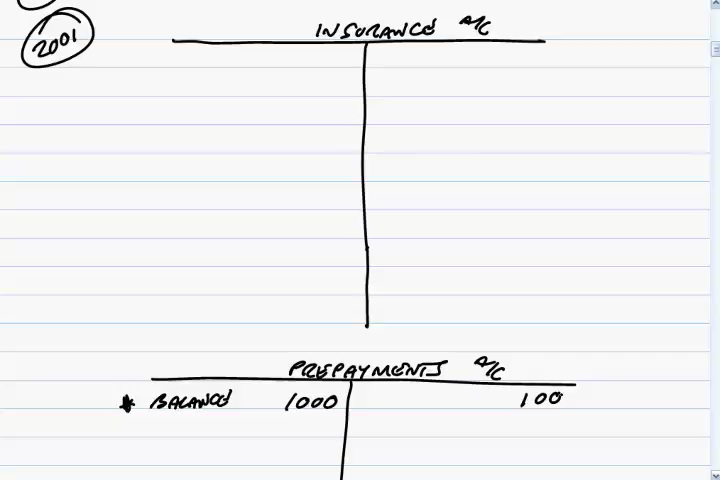 2001
INSURANCE A/C
PREPAYMENTS A/C
* BALANCE 1000 100